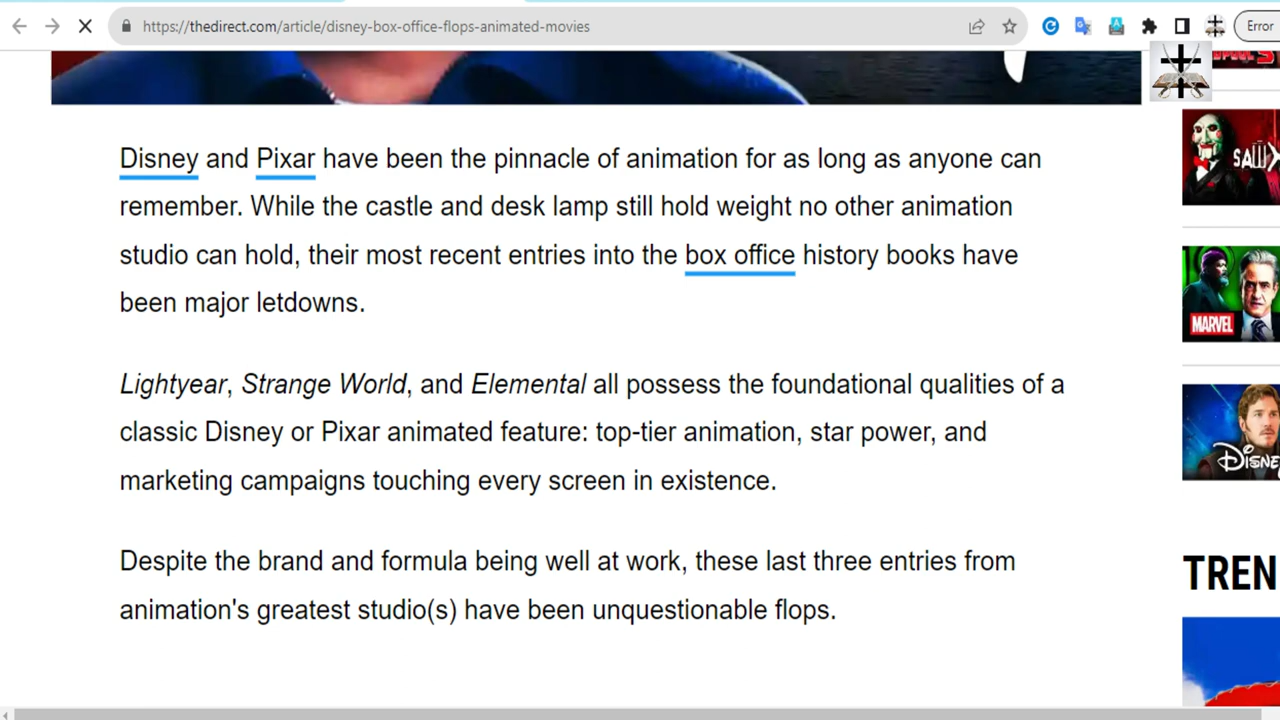 https://thedirect.com/article/disney-box-office-flops-animated-movies
Error
Disney and Pixar have been the pinnacle of animation for as long as anyone can
remember. While the castle and desk lamp still hold weight no other animation
studio can hold, their most recent entries into the box office history books have
been major letdowns.
Lightyear, Strange World, and Elemental all possess the foundational qualities of a
classic Disney or Pixar animated feature: top-tier animation, star power, and
marketing campaigns touching every screen in existence.
Despite the brand and formula being well at work, these last three entries from
animation's greatest studio(s) have been unquestionable flops.
SAW X
MARVEL
DISNE
TREN